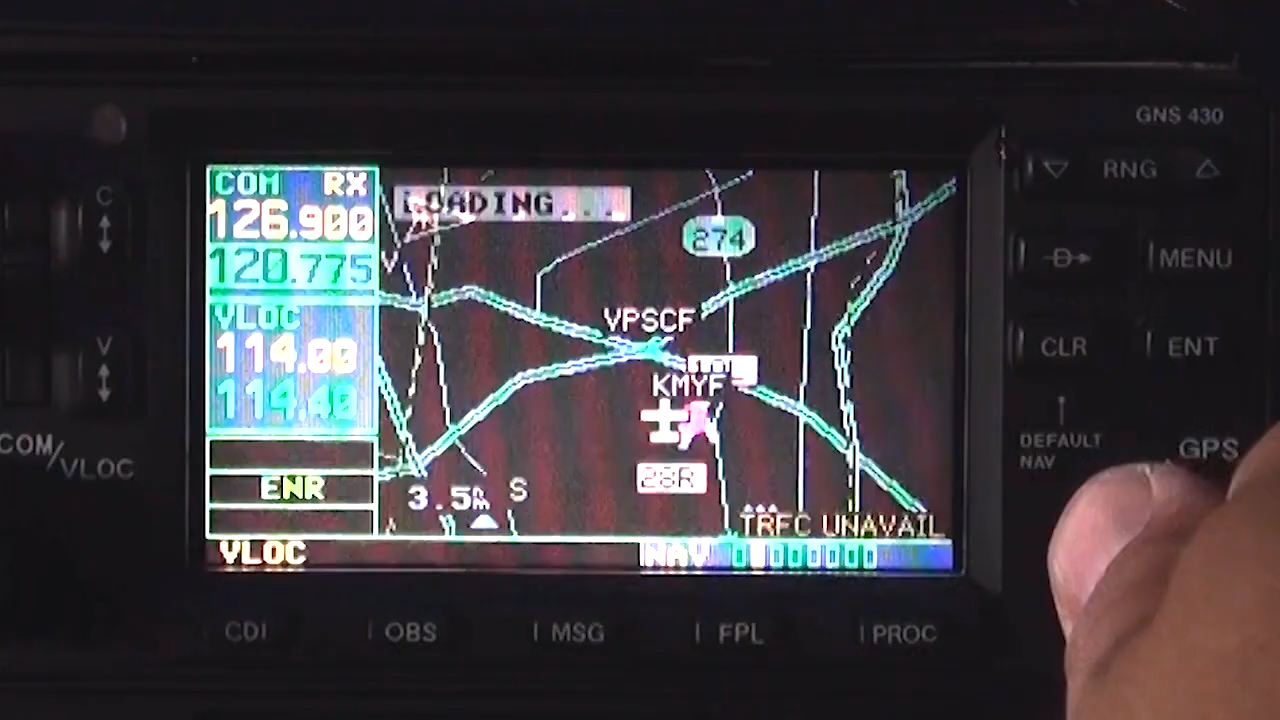 GNS 430
COM RX
126.900
120.775
VLOC
114.00
114.40
ENR
VLOC
LOADING...
274
VPSCF
KMYF
28R
3.5
S
TRFC UNAVAIL
NAV
C
V
COM/VLOC
RNG
D
MENU
CLR
ENT
DEFAULT
NAV
GPS
CDI
OBS
MSG
FPL
PROC